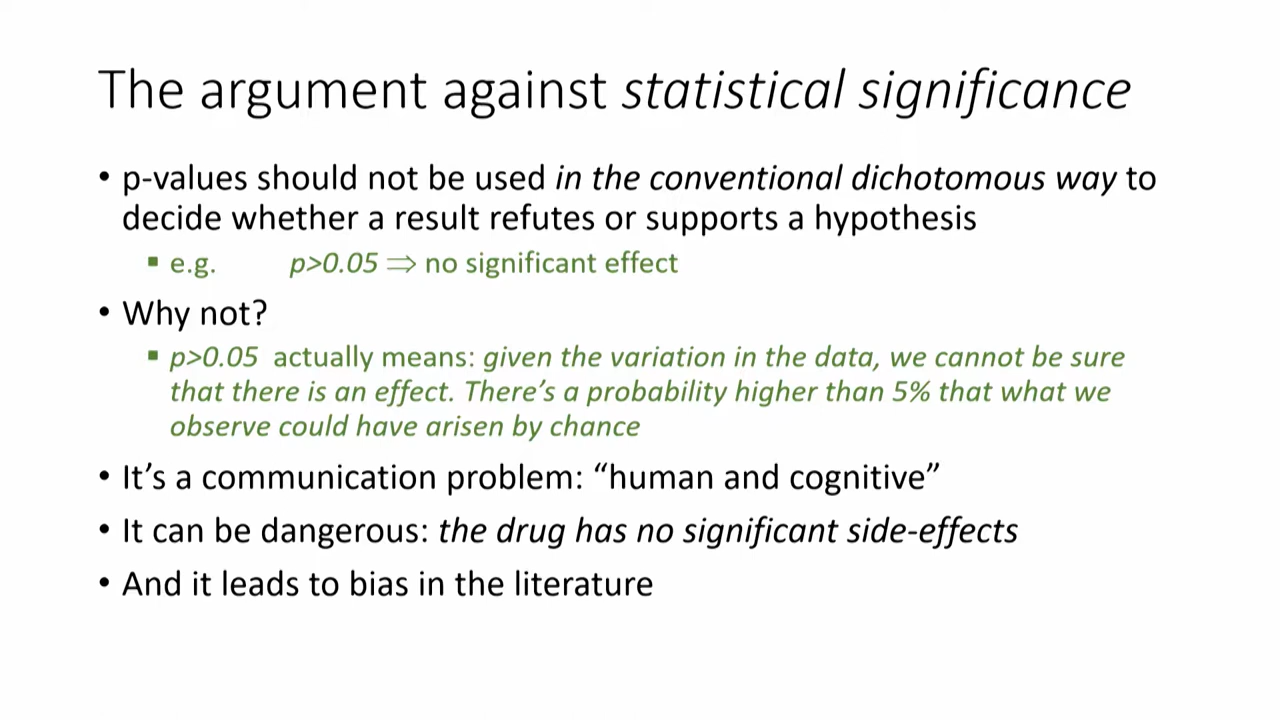 The argument against statistical significance
• p-values should not be used in the conventional dichotomous way to
decide whether a result refutes or supports a hypothesis
▪ e.g. p>0.05 ⟹ no significant effect
• Why not?
▪ p>0.05 actually means: given the variation in the data, we cannot be sure
that there is an effect. There’s a probability higher than 5% that what we
observe could have arisen by chance
• It’s a communication problem: “human and cognitive”
• It can be dangerous: the drug has no significant side-effects
• And it leads to bias in the literature